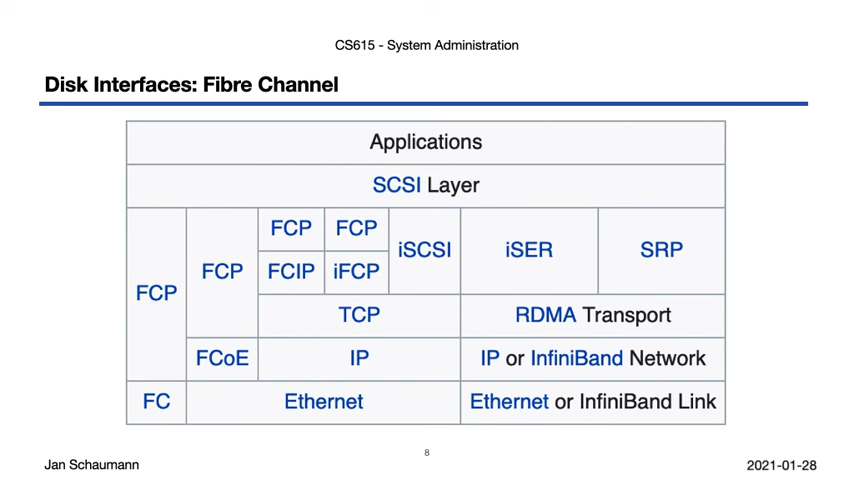 CS615 - System Administration
Disk Interfaces: Fibre Channel
Applications
SCSI Layer
FCP
FCP
FCP
FCP
iSCSI
iSER
SRP
FCIP
iFCP
TCP
RDMA Transport
FCoE
IP
IP or InfiniBand Network
FC
Ethernet
Ethernet or InfiniBand Link
8
Jan Schaumann
2021-01-28